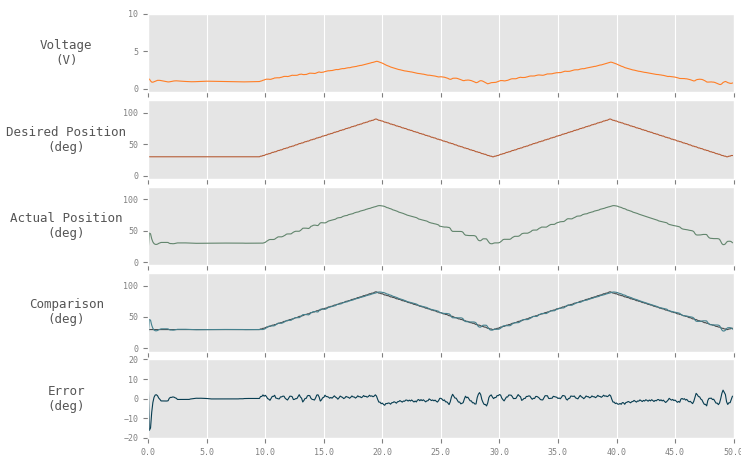 Voltage
(V)
10
5
0
Desired Position
(deg)
100
50
0
Actual Position
(deg)
100
50
0
Comparison
(deg)
100
50
0
Error
(deg)
20
10
0
−10
−20
0.0 5.0 10.0 15.0 20.0 25.0 30.0 35.0 40.0 45.0 50.0